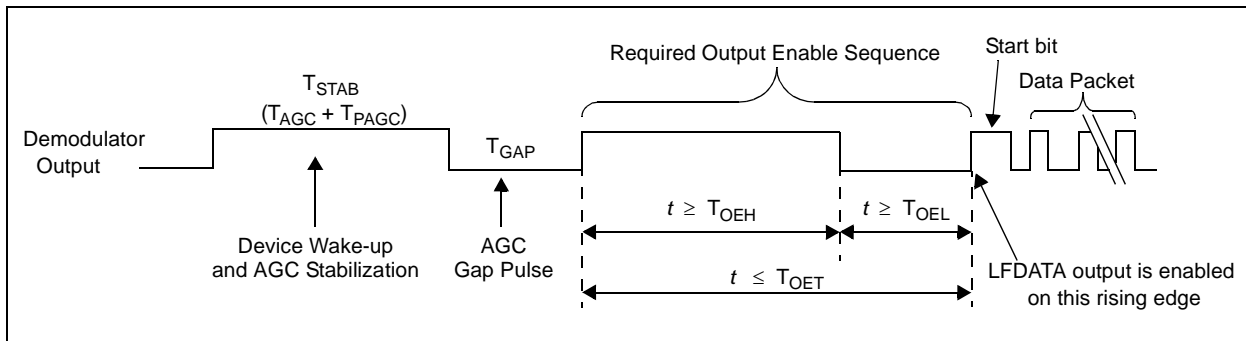 Required Output Enable Sequence
Start bit
Data Packet
T_STAB
(T_AGC + T_PAGC)
Demodulator
Output
T_GAP
t ≥ T_OEH
t ≥ T_OEL
Device Wake-up
and AGC Stabilization
AGC
Gap Pulse
t ≤ T_OET
LFDATA output is enabled
on this rising edge